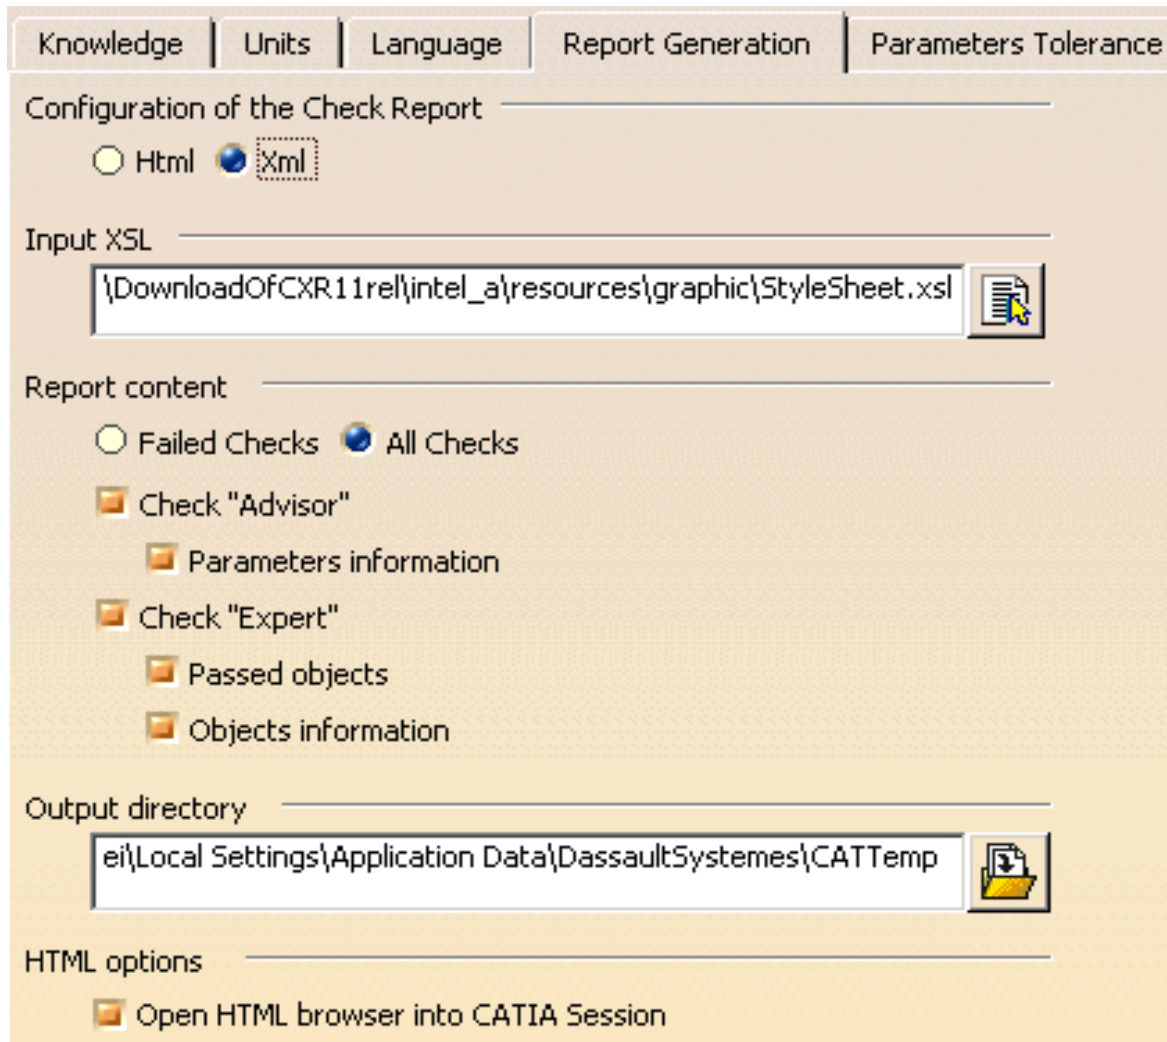 Knowledge Units Language Report Generation Parameters Tolerance
Configuration of the Check Report
Html Xml
Input XSL
\DownloadOfCXR11rel\intel_a\resources\graphic\StyleSheet.xsl
Report content
Failed Checks All Checks
Check "Advisor"
Parameters information
Check "Expert"
Passed objects
Objects information
Output directory
ei\Local Settings\Application Data\DassaultSystemes\CATTemp
HTML options
Open HTML browser into CATIA Session